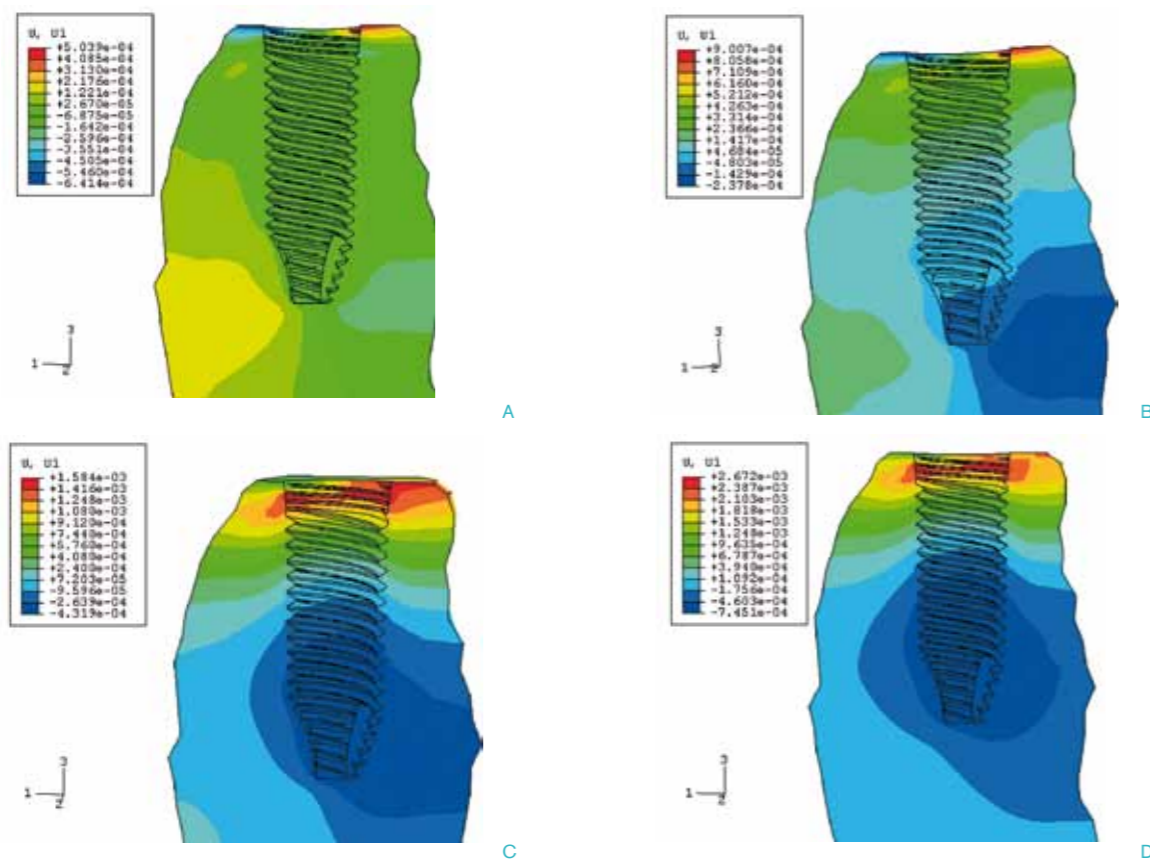 U, U1
+5.039e-04
+4.085e-04
+3.130e-04
+2.176e-04
+1.221e-04
+2.670e-05
-6.875e-05
-1.642e-04
-2.596e-04
-3.551e-04
-4.505e-04
-5.460e-04
-6.414e-04
3
1
2
A
U, U1
+9.007e-04
+8.058e-04
+7.109e-04
+6.160e-04
+5.212e-04
+4.263e-04
+3.314e-04
+2.366e-04
+1.417e-04
+4.684e-05
-4.803e-05
-1.429e-04
-2.378e-04
3
1
2
B
U, U1
+1.584e-03
+1.416e-03
+1.248e-03
+1.080e-03
+9.120e-04
+7.440e-04
+5.760e-04
+4.080e-04
+2.400e-04
+7.203e-05
-9.596e-05
-2.639e-04
-4.319e-04
3
1
2
C
U, U1
+2.672e-03
+2.387e-03
+2.103e-03
+1.818e-03
+1.533e-03
+1.248e-03
+9.635e-04
+6.787e-04
+3.940e-04
+1.092e-04
-1.756e-04
-4.603e-04
-7.451e-04
3
1
2
D